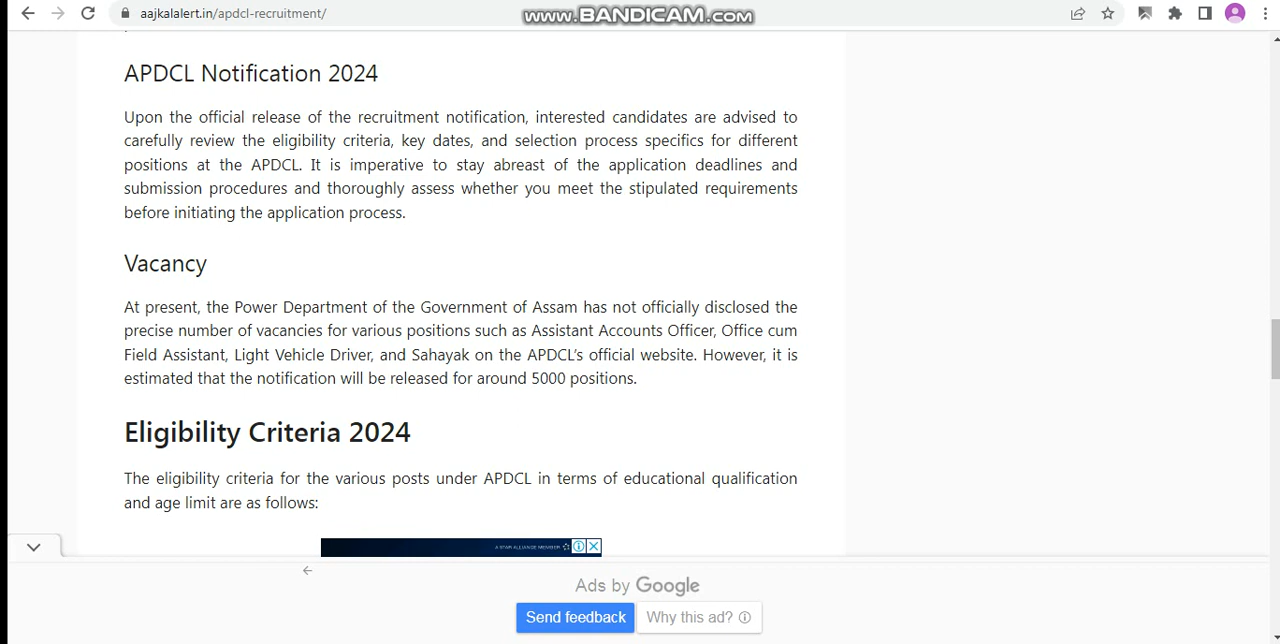 aajkalalert.in/apdcl-recruitment/
www.BANDICAM.com
APDCL Notification 2024
Upon the official release of the recruitment notification, interested candidates are advised to
carefully review the eligibility criteria, key dates, and selection process specifics for different
positions at the APDCL. It is imperative to stay abreast of the application deadlines and
submission procedures and thoroughly assess whether you meet the stipulated requirements
before initiating the application process.
Vacancy
At present, the Power Department of the Government of Assam has not officially disclosed the
precise number of vacancies for various positions such as Assistant Accounts Officer, Office cum
Field Assistant, Light Vehicle Driver, and Sahayak on the APDCL’s official website. However, it is
estimated that the notification will be released for around 5000 positions.
Eligibility Criteria 2024
The eligibility criteria for the various posts under APDCL in terms of educational qualification
and age limit are as follows:
A STAR ALLIANCE MEMBER
Ads by Google
Send feedback
Why this ad?